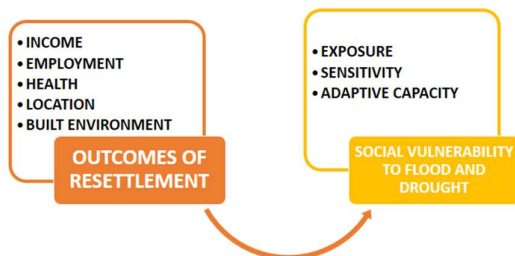 • INCOME
• EMPLOYMENT
• HEALTH
• LOCATION
• BUILT ENVIRONMENT
OUTCOMES OF
RESETTLEMENT
• EXPOSURE
• SENSITIVITY
• ADAPTIVE CAPACITY
SOCIAL VULNERABILITY
TO FLOOD AND
DROUGHT